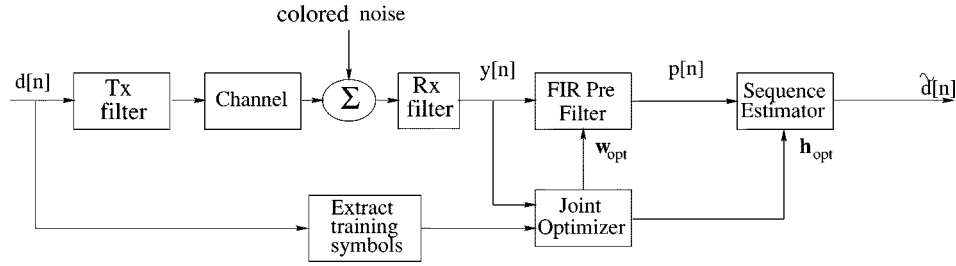 colored noise
d[n]
Tx
filter
Channel
Σ
Rx
filter
y[n]
FIR Pre
Filter
p[n]
Sequence
Estimator
d̃[n]
w_opt
h_opt
Extract
training
symbols
Joint
Optimizer